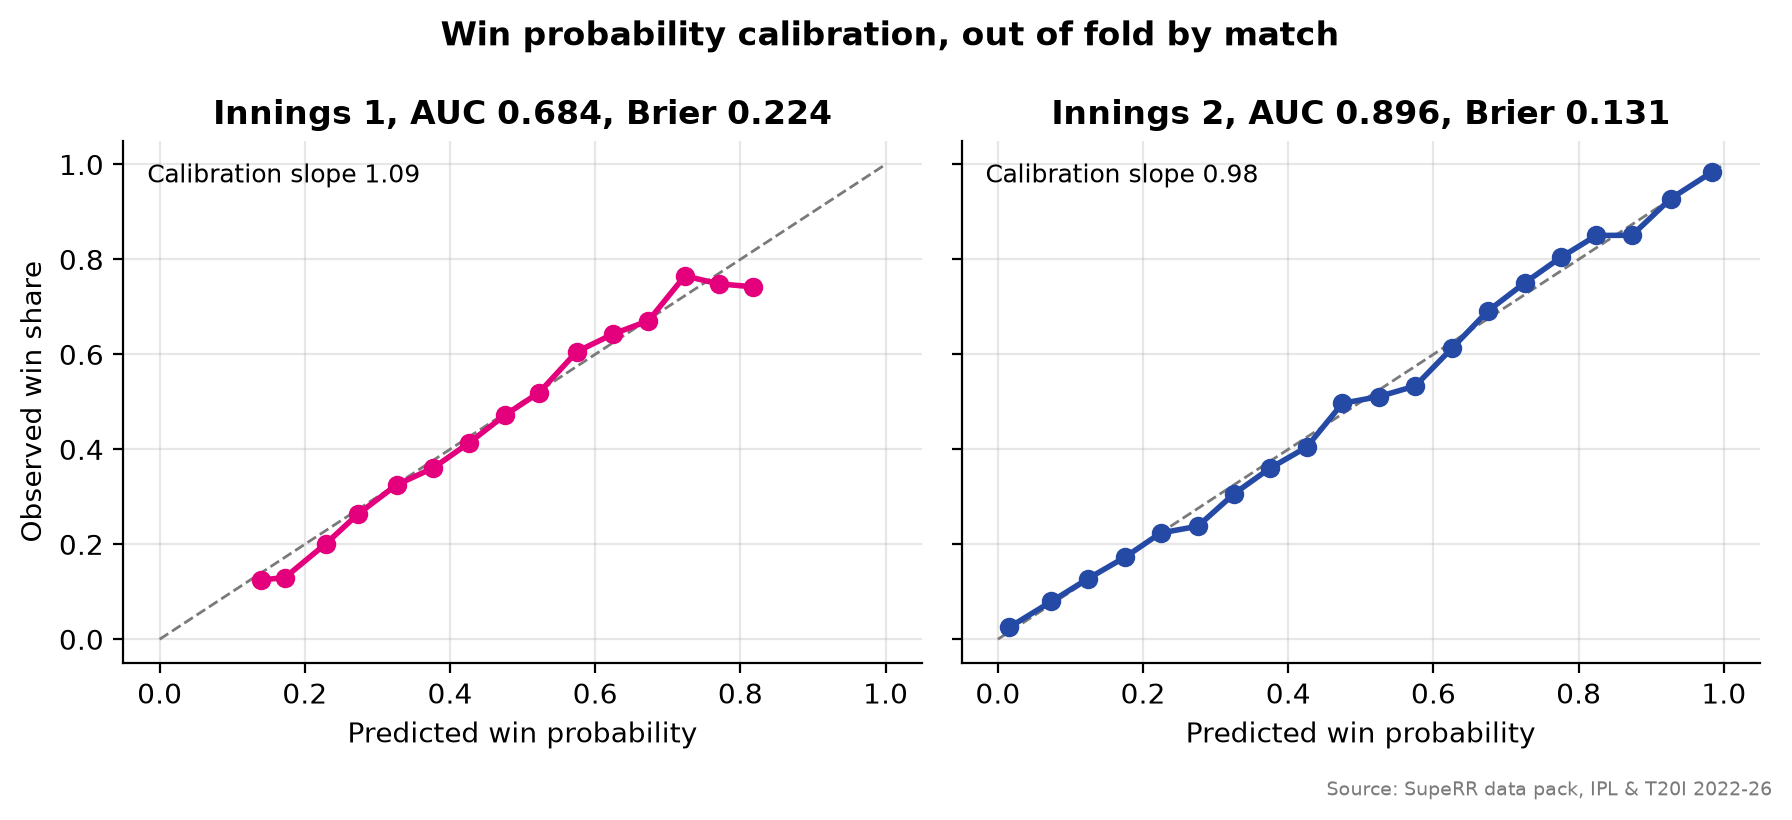 Win probability calibration, out of fold by match
Innings 1, AUC 0.684, Brier 0.224
Calibration slope 1.09
Observed win share
1.0
0.8
0.6
0.4
0.2
0.0
0.0 0.2 0.4 0.6 0.8 1.0
Predicted win probability
Innings 2, AUC 0.896, Brier 0.131
Calibration slope 0.98
0.0 0.2 0.4 0.6 0.8 1.0
Predicted win probability
Source: SupeRR data pack, IPL & T20I 2022-26